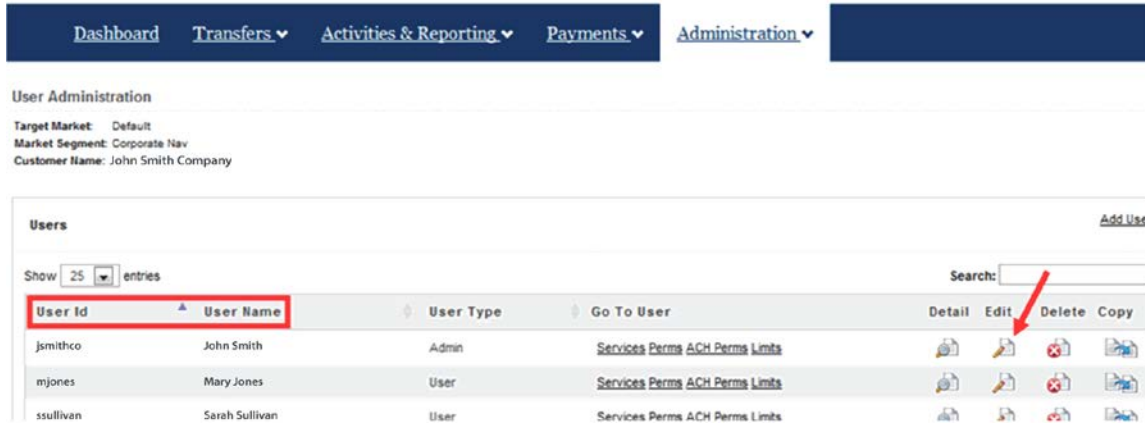 Dashboard Transfers Activities & Reporting Payments Administration
User Administration
Target Market: Default
Market Segment: Corporate Nav
Customer Name: John Smith Company
Users Add Use
Show 25 entries Search:
User Id User Name User Type Go To User Detail Edit Delete Copy
jsmithco John Smith Admin Services Perms ACH Perms Limits
mjones Mary Jones User Services Perms ACH Perms Limits
ssullivan Sarah Sullivan User Services Perms ACH Perms Limits